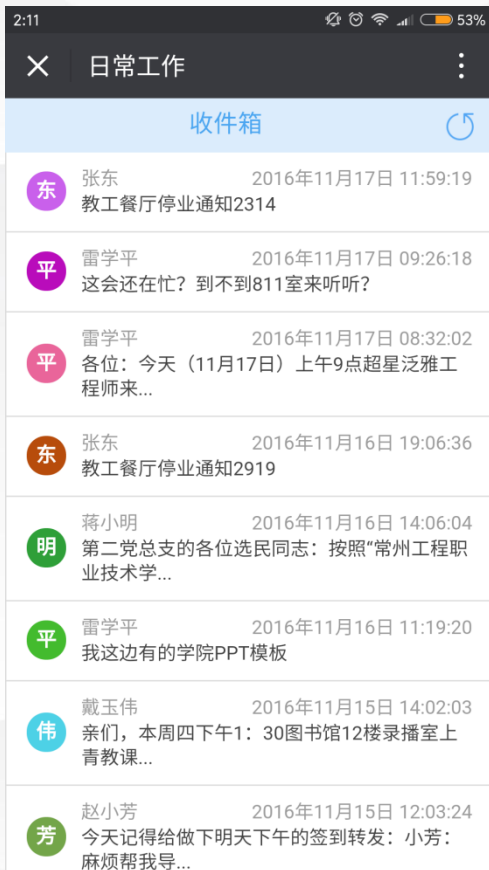 2:11
53%
日常工作
收件箱
东
张东 2016年11月17日 11:59:19
教工餐厅停业通知2314
平
雷学平 2016年11月17日 09:26:18
这会还在忙？到不到811室来听听？
平
雷学平 2016年11月17日 08:32:02
各位：今天（11月17日）上午9点超星泛雅工
程师来...
东
张东 2016年11月16日 19:06:36
教工餐厅停业通知2919
明
蒋小明 2016年11月16日 14:06:04
第二党总支的各位选民同志：按照“常州工程职
业技术学...
平
雷学平 2016年11月16日 11:19:20
我这边有的学院PPT模板
伟
戴玉伟 2016年11月15日 14:02:03
亲们，本周四下午1：30图书馆12楼录播室上
青教课...
芳
赵小芳 2016年11月15日 12:03:24
今天记得给做下明天下午的签到转发：小芳：
麻烦帮我导...